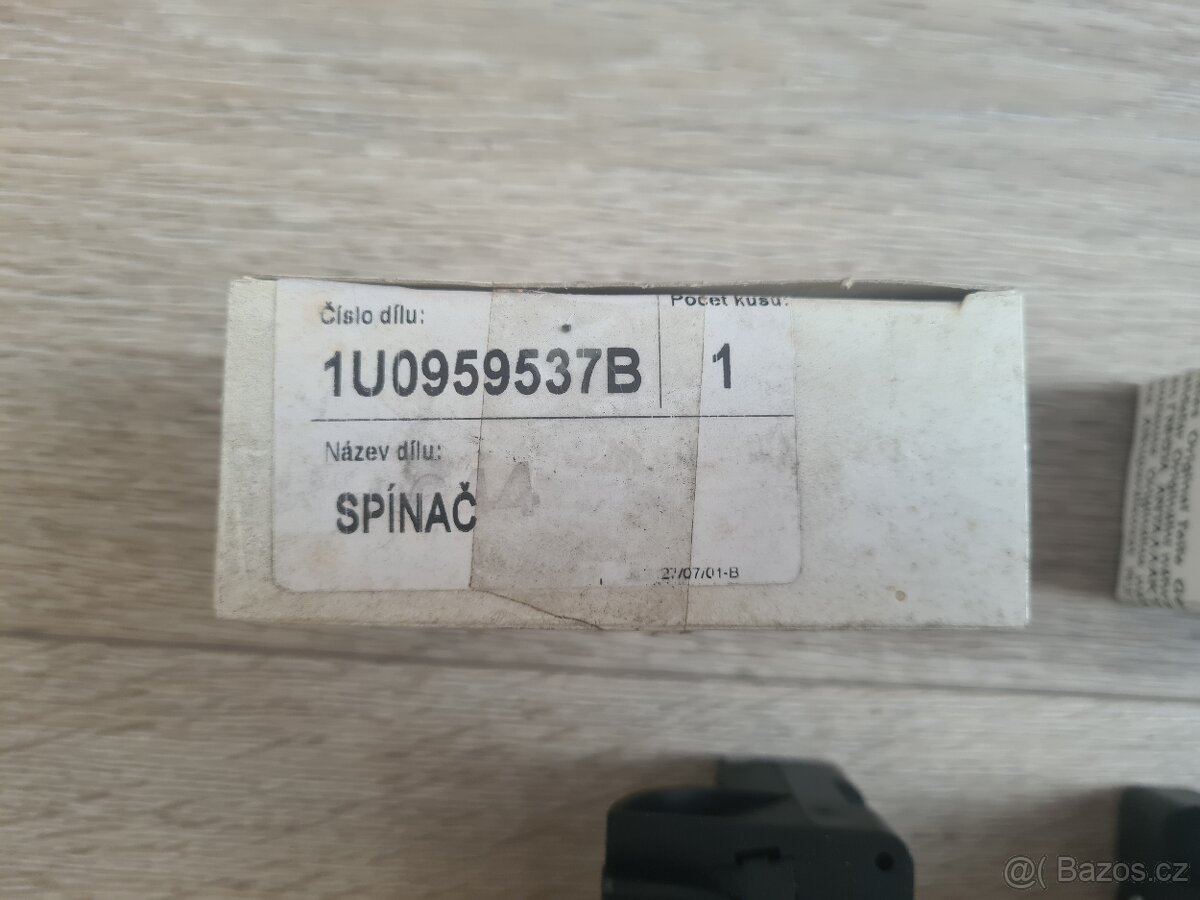 Číslo dílu:
Počet kusů:
1U0959537B
1
Název dílu:
SPÍNAČ
27/07/01-B
@( Bazos.cz